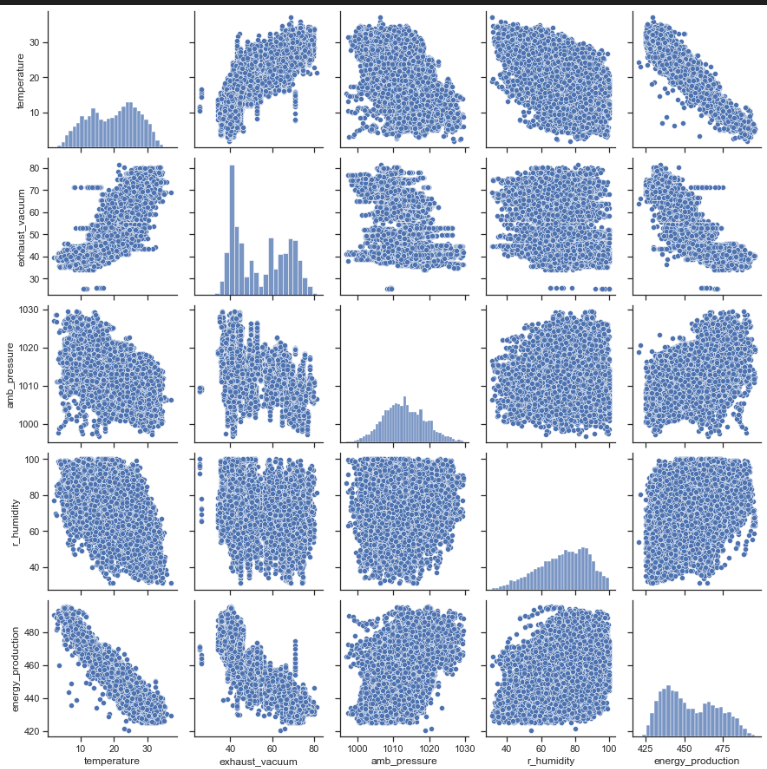 temperature
30
20
10
exhaust_vacuum
80
70
60
50
40
30
amb_pressure
1030
1020
1010
1000
r_humidity
100
80
60
40
energy_production
480
460
440
420
10 20 30
40 60 80
1000 1010 1020 1030
40 60 80 100
425 450 475
temperature
exhaust_vacuum
amb_pressure
r_humidity
energy_production